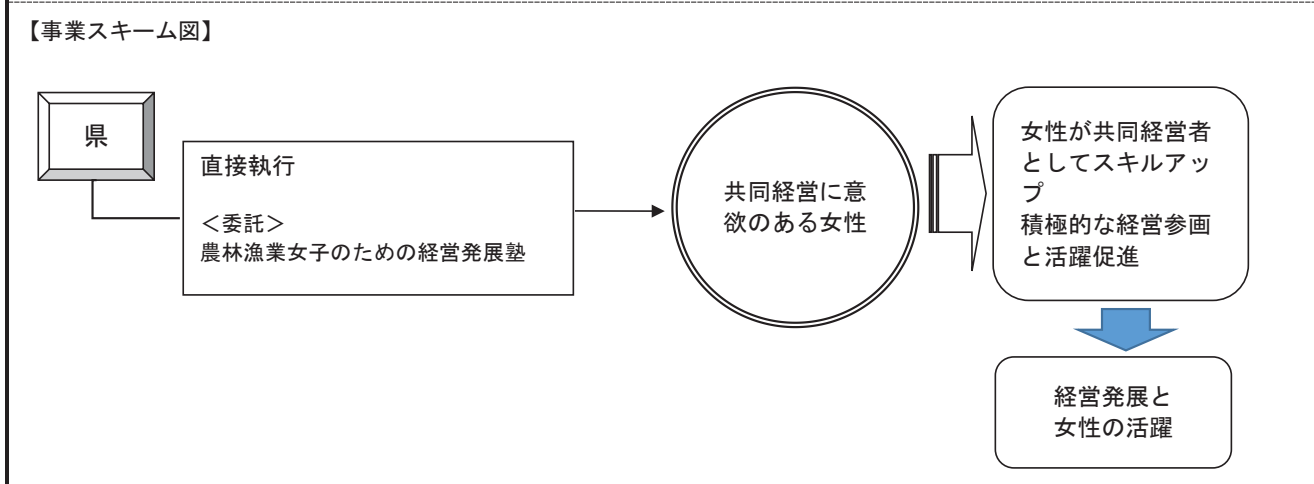 【事業スキーム図】
県
直接執行
＜委託＞
農林漁業女子のための経営発展塾
共同経営に意
欲のある女性
女性が共同経営者
としてスキルアッ
プ
積極的な経営参画
と活躍促進
経営発展と
女性の活躍